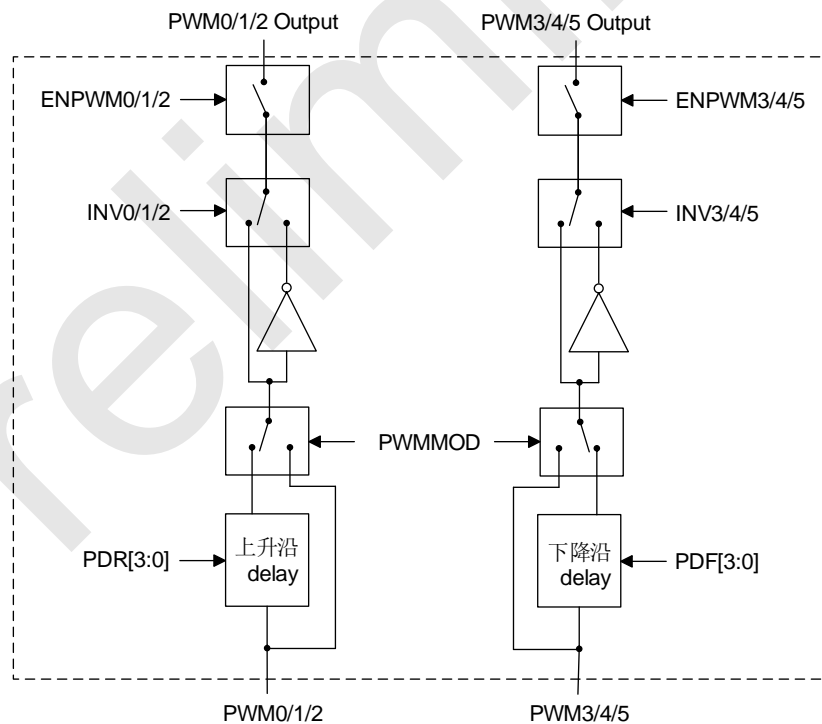 PWM0/1/2 Output PWM3/4/5 Output
ENPWM0/1/2 ENPWM3/4/5
INV0/1/2 INV3/4/5
PWMMOD
PDR[3:0] 上升沿 下降沿 PDF[3:0]
delay delay
PWM0/1/2 PWM3/4/5
relim